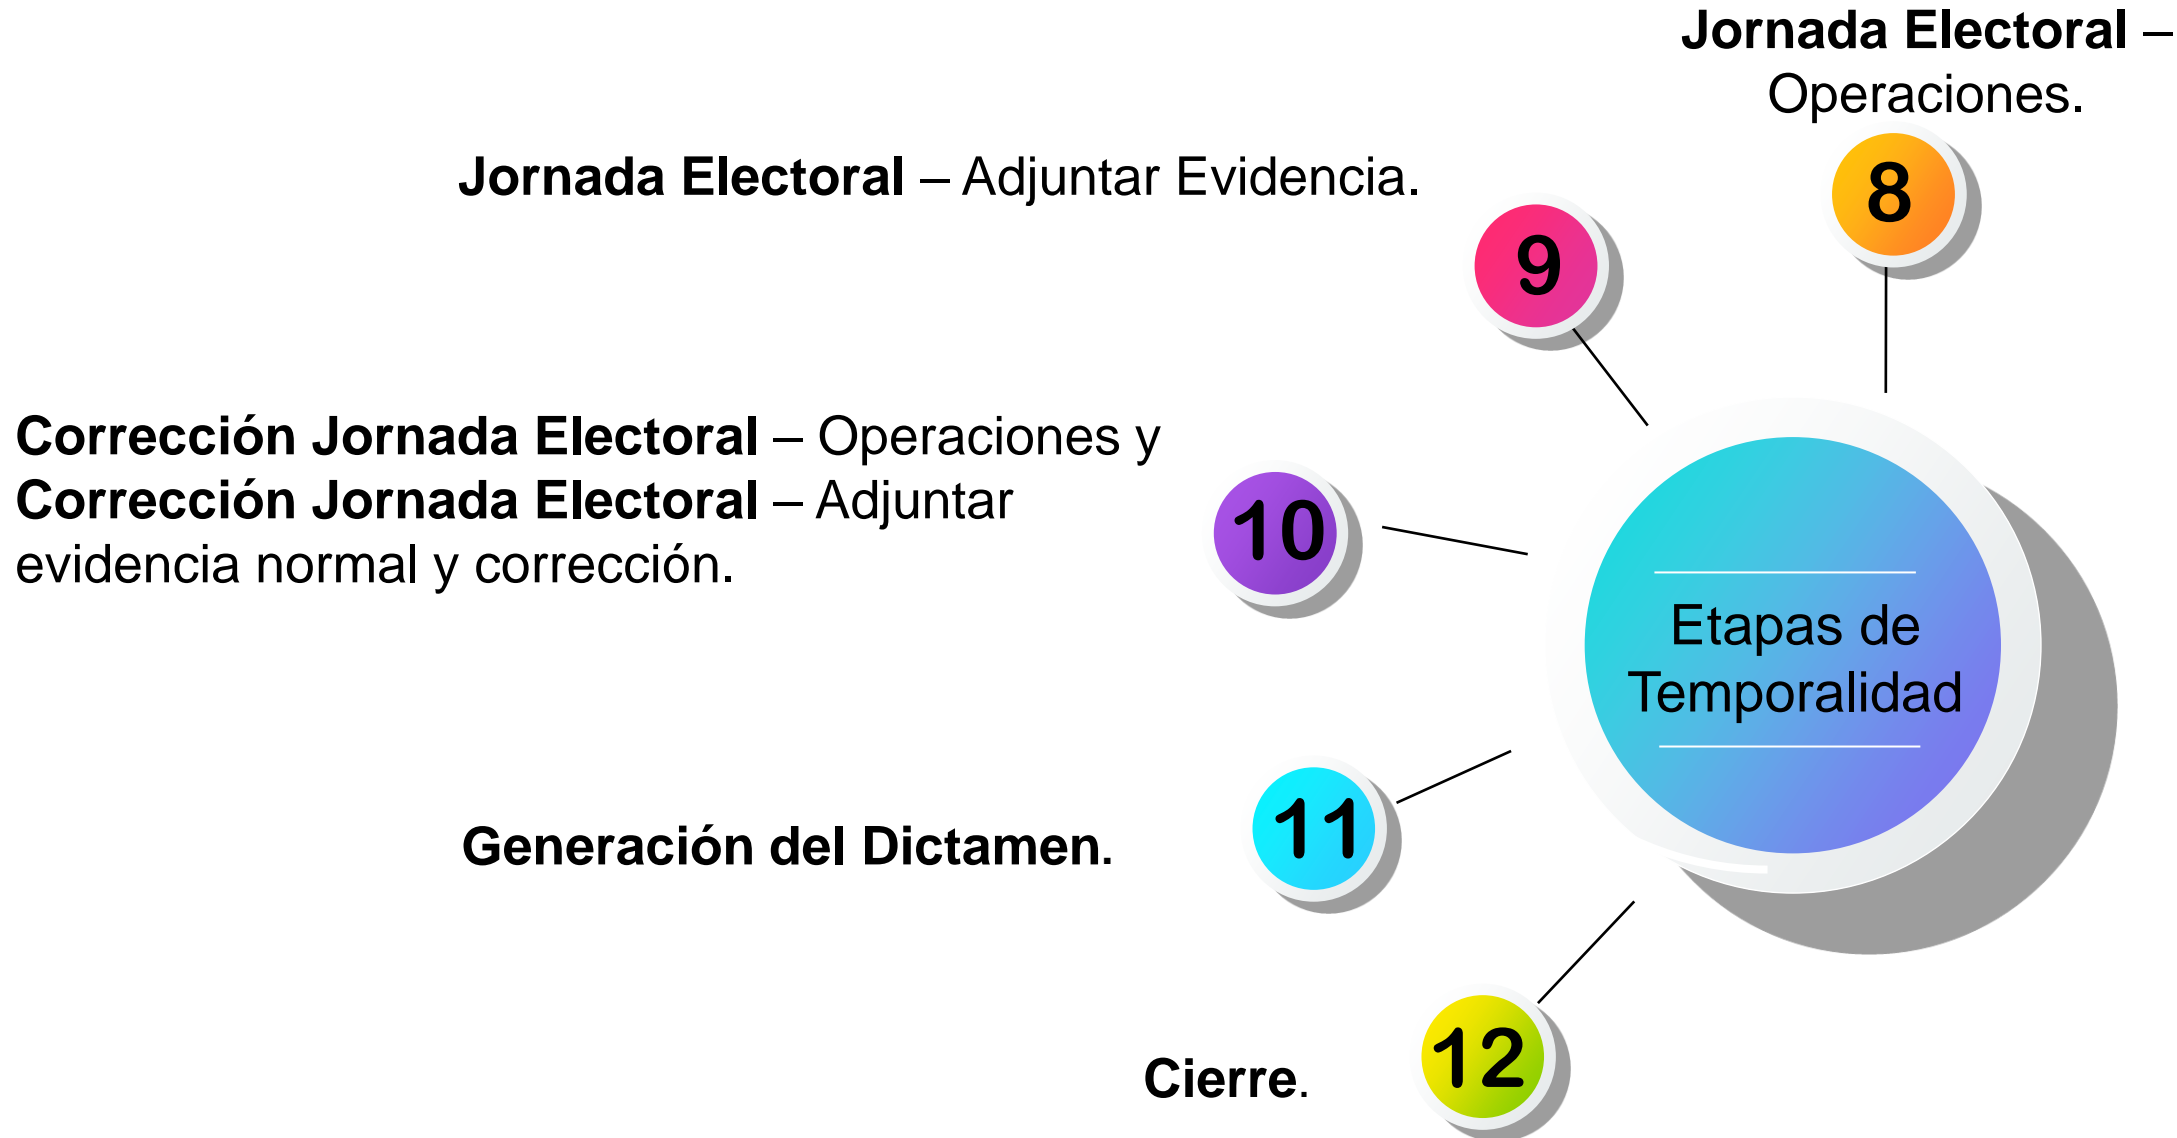 Jornada Electoral –
Operaciones.
8
Jornada Electoral – Adjuntar Evidencia.
9
Corrección Jornada Electoral – Operaciones y
Corrección Jornada Electoral – Adjuntar
evidencia normal y corrección.
10
Etapas de
Temporalidad
Generación del Dictamen.
11
Cierre.
12